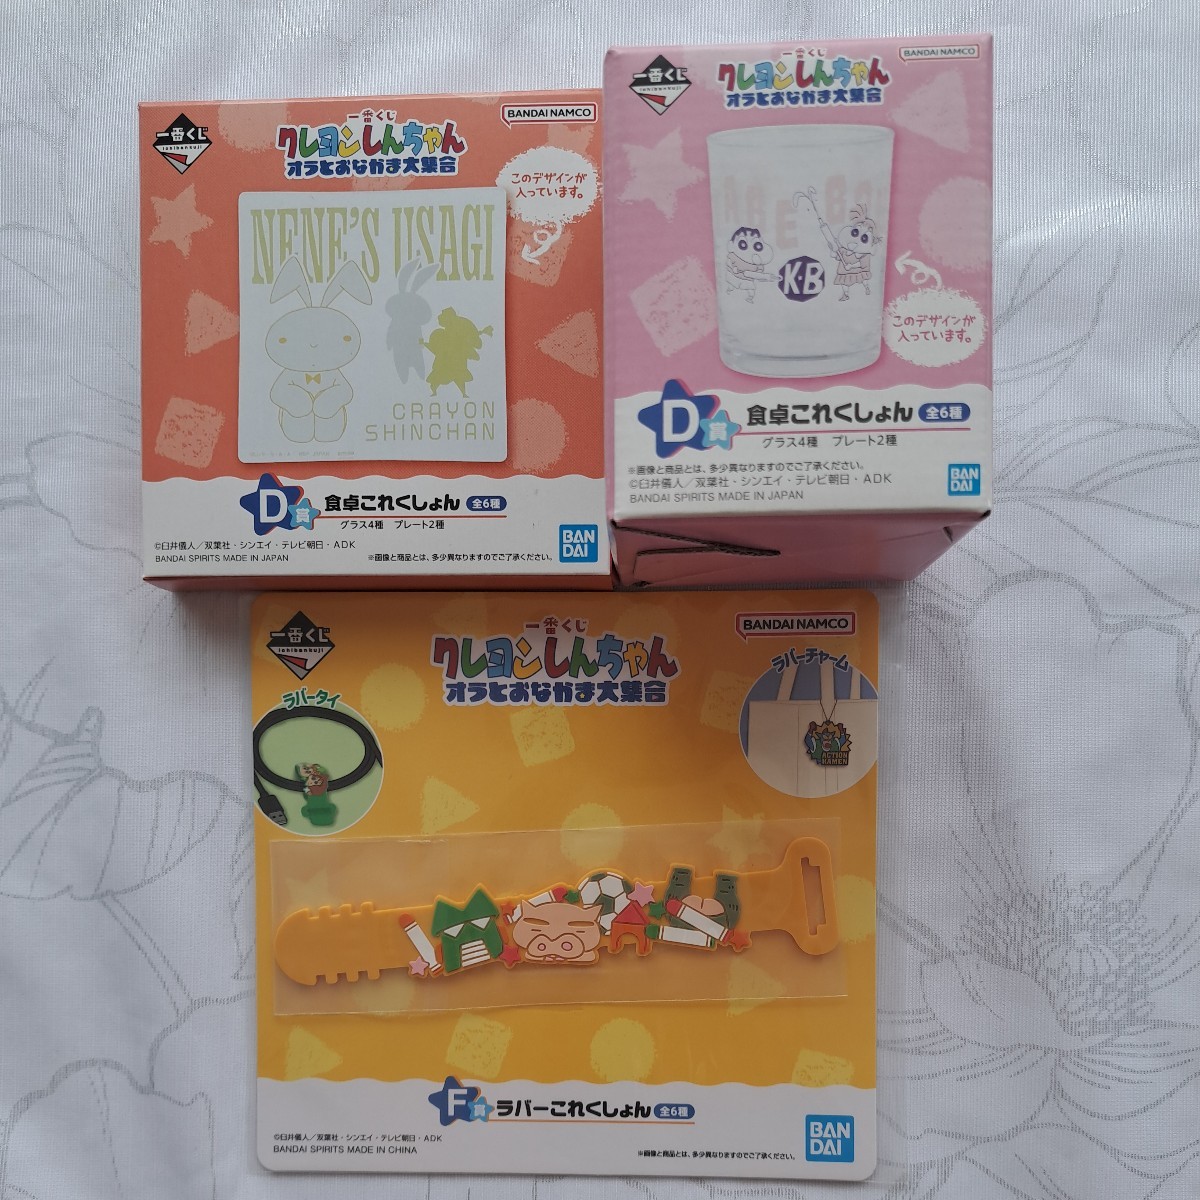 一番くじ
ichibankuji
一番くじ
クレヨンしんちゃん
オラとおなかま大集合
BANDAI NAMCO
このデザインが
入っています。
NENE'S USAGI
CRAYON
SHINCHAN
D賞 食卓これくしょん 全6種
グラス4種 プレート2種
©臼井儀人/双葉社・シンエイ・テレビ朝日・ADK
BANDAI SPIRITS MADE IN JAPAN
※画像と商品とは、多少異なりますのでご了承ください。
BAN
DAI
一番くじ
ichibankuji
一番くじ
クレヨンしんちゃん
オラとおなかま大集合
BANDAI NAMCO
K・B
このデザインが
入っています。
D賞 食卓これくしょん 全6種
グラス4種 プレート2種
※画像と商品とは、多少異なりますのでご了承ください。
©臼井儀人/双葉社・シンエイ・テレビ朝日・ADK
BANDAI SPIRITS MADE IN JAPAN
BAN
DAI
一番くじ
ichibankuji
一番くじ
クレヨンしんちゃん
オラとおなかま大集合
BANDAI NAMCO
ラバータイ
ラバーチャーム
ACTION
KAMEN
F賞 ラバーこれくしょん 全6種
©臼井儀人/双葉社・シンエイ・テレビ朝日・ADK
BANDAI SPIRITS MADE IN CHINA
※画像と商品とは、多少異なりますのでご了承ください。
BAN
DAI